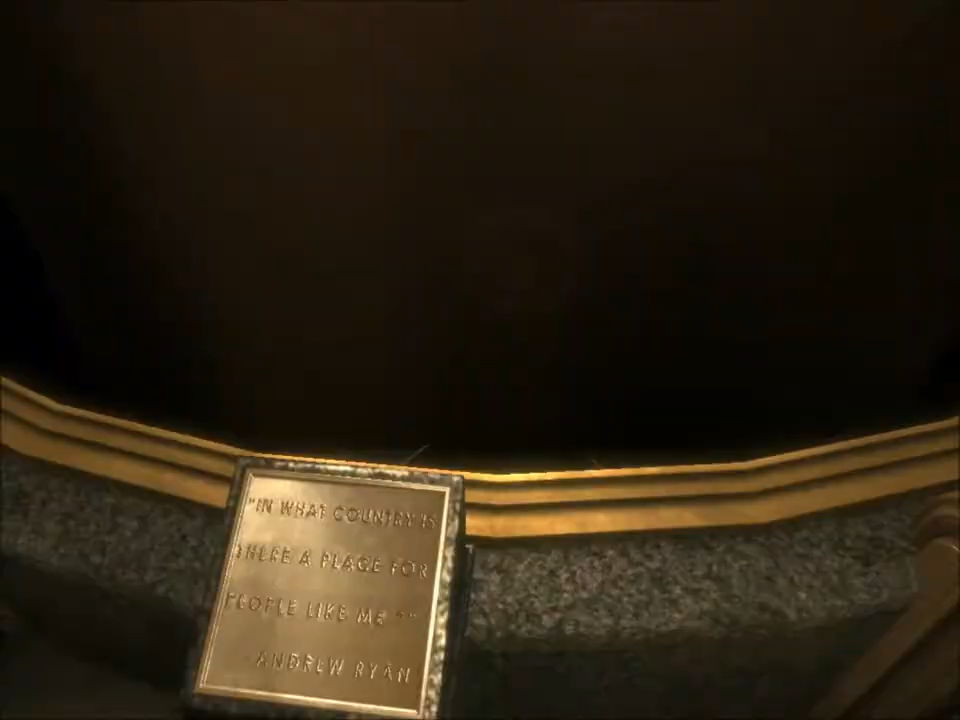 "IN WHAT COUNTRY IS
THERE A PLACE FOR
PEOPLE LIKE ME?"
-ANDREW RYAN